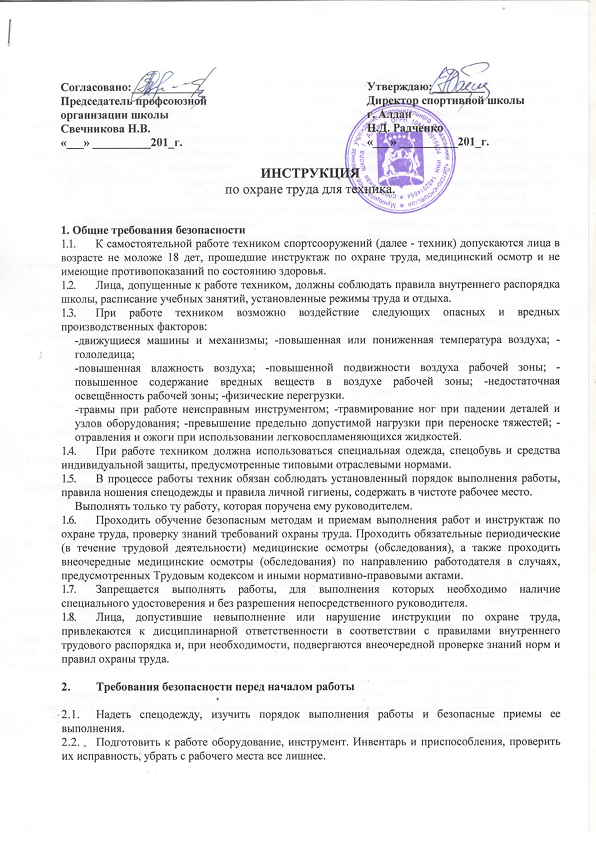 Согласовано:
Председатель профсоюзной
организации школы
Свечникова Н.В.
«___»___________201_г.
Утверждаю:
Директор спортивной школы
г. Алдан
Н.Д. Радченко
«___»___________201_г.
ИНСТРУКЦИЯ
по охране труда для техника.
1. Общие требования безопасности
1.1. К самостоятельной работе техником спортсооружений (далее - техник) допускаются лица в
возрасте не моложе 18 дет, прошедшие инструктаж по охране труда, медицинский осмотр и не
имеющие противопоказаний по состоянию здоровья.
1.2. Лица, допущенные к работе техником, должны соблюдать правила внутреннего распорядка
школы, расписание учебных занятий, установленные режимы труда и отдыха.
1.3. При работе техником возможно воздействие следующих опасных и вредных
производственных факторов:
-движущиеся машины и механизмы; -повышенная или пониженная температура воздуха; -
гололедица;
-повышенная влажность воздуха; -повышенной подвижности воздуха рабочей зоны; -
повышенное содержание вредных веществ в воздухе рабочей зоны; -недостаточная
освещённость рабочей зоны; -физические перегрузки.
-травмы при работе неисправным инструментом; -травмирование ног при падении деталей и
узлов оборудования; -превышение предельно допустимой нагрузки при переноске тяжестей; -
отравления и ожоги при использовании легковоспламеняющихся жидкостей.
1.4. При работе техником должна использоваться специальная одежда, спецобувь и средства
индивидуальной защиты, предусмотренные типовыми отраслевыми нормами.
1.5. В процессе работы техник обязан соблюдать установленный порядок выполнения работы,
правила ношения спецодежды и правила личной гигиены, содержать в чистоте рабочее место.
Выполнять только ту работу, которая поручена ему руководителем.
1.6. Проходить обучение безопасным методам и приемам выполнения работ и инструктаж по
охране труда, проверку знаний требований охраны труда. Проходить обязательные периодические
(в течение трудовой деятельности) медицинские осмотры (обследования), а также проходить
внеочередные медицинские осмотры (обследования) по направлению работодателя в случаях,
предусмотренных Трудовым кодексом и иными нормативно-правовыми актами.
1.7. Запрещается выполнять работы, для выполнения которых необходимо наличие
специального удостоверения и без разрешения непосредственного руководителя.
1.8. Лица, допустившие невыполнение или нарушение инструкции по охране труда,
привлекаются к дисциплинарной ответственности в соответствии с правилами внутреннего
трудового распорядка и, при необходимости, подвергаются внеочередной проверке знаний норм и
правил охраны труда.
2. Требования безопасности перед началом работы
2.1. Надеть спецодежду, изучить порядок выполнения работы и безопасные приемы ее
выполнения.
2.2. Подготовить к работе оборудование, инструмент. Инвентарь и приспособления, проверить
их исправность, убрать с рабочего места все лишнее.